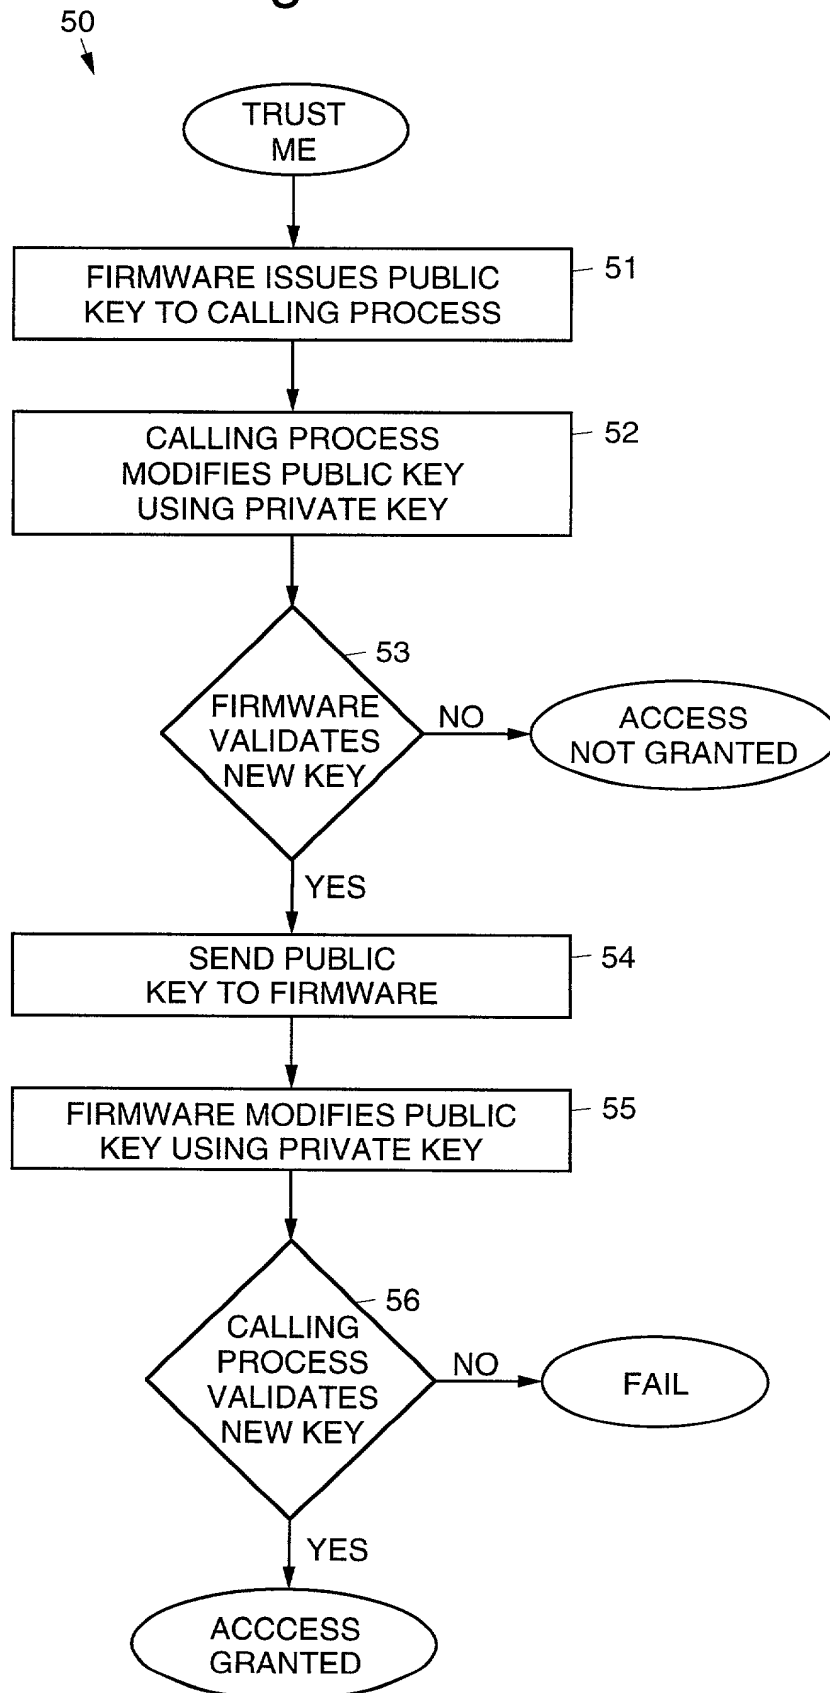 50
TRUST
ME
FIRMWARE ISSUES PUBLIC
KEY TO CALLING PROCESS
51
CALLING PROCESS
MODIFIES PUBLIC KEY
USING PRIVATE KEY
52
53
FIRMWARE
VALIDATES
NEW KEY
NO
ACCESS
NOT GRANTED
YES
SEND PUBLIC
KEY TO FIRMWARE
54
FIRMWARE MODIFIES PUBLIC
KEY USING PRIVATE KEY
55
56
CALLING
PROCESS
VALIDATES
NEW KEY
NO
FAIL
YES
ACCCESS
GRANTED